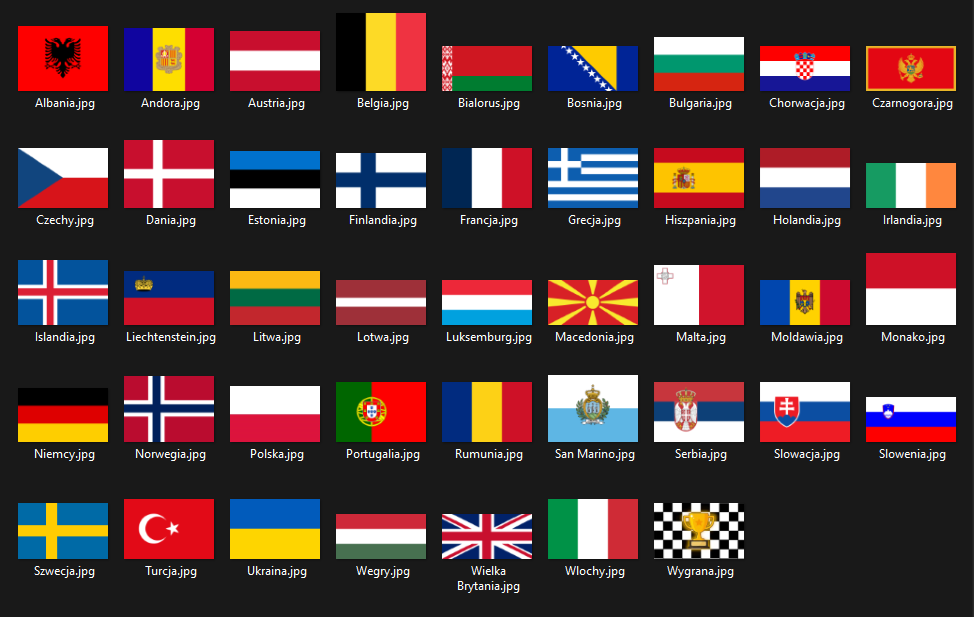 Albania.jpg
Andora.jpg
Austria.jpg
Belgia.jpg
Bialorus.jpg
Bosnia.jpg
Bulgaria.jpg
Chorwacja.jpg
Czarnogora.jpg
Czechy.jpg
Dania.jpg
Estonia.jpg
Finlandia.jpg
Francja.jpg
Grecja.jpg
Hiszpania.jpg
Holandia.jpg
Irlandia.jpg
Islandia.jpg
Liechtenstein.jpg
Litwa.jpg
Lotwa.jpg
Luksemburg.jpg
Macedonia.jpg
Malta.jpg
Moldawia.jpg
Monako.jpg
Niemcy.jpg
Norwegia.jpg
Polska.jpg
Portugalia.jpg
Rumunia.jpg
San Marino.jpg
Serbia.jpg
Slowacja.jpg
Slowenia.jpg
Szwecja.jpg
Turcja.jpg
Ukraina.jpg
Wegry.jpg
Wielka
Brytania.jpg
Wlochy.jpg
Wygrana.jpg